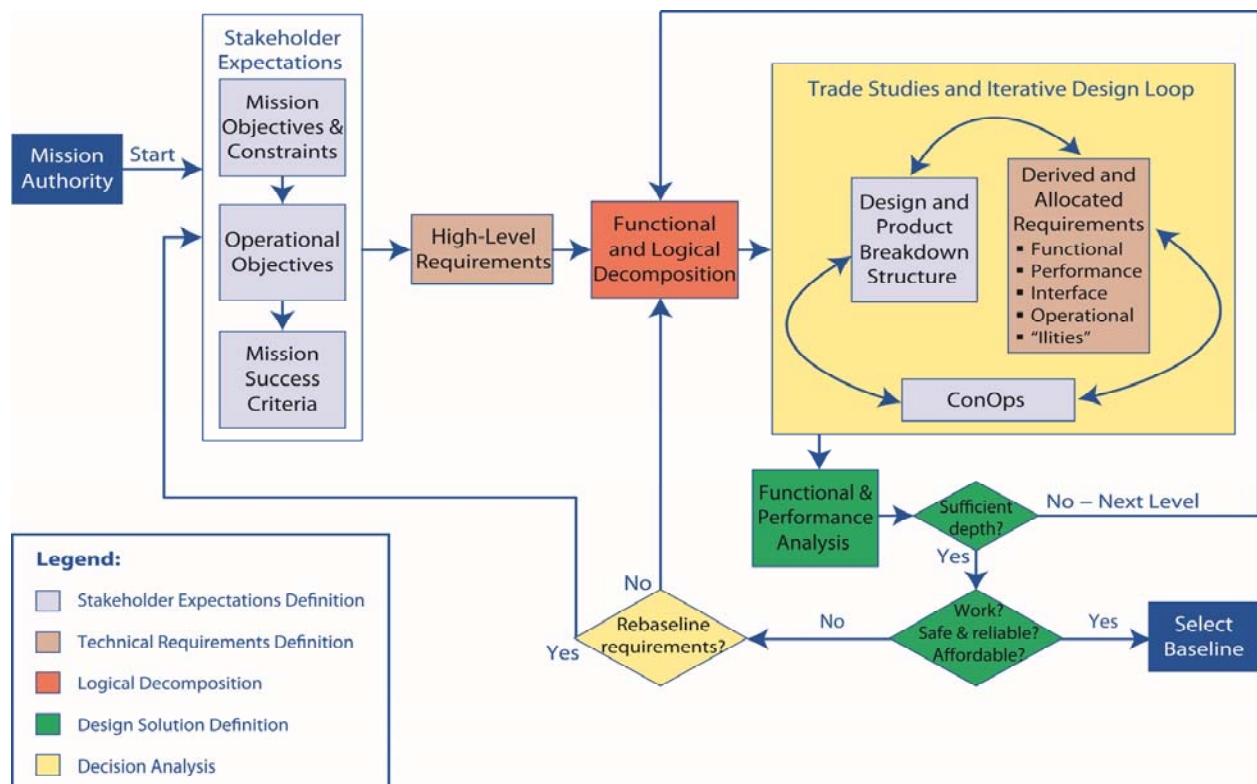 Stakeholder
Expectations
Mission
Objectives &
Constraints
Mission
Authority
Start
Operational
Objectives
Mission
Success
Criteria
High-Level
Requirements
Functional
and Logical
Decomposition
Trade Studies and Iterative Design Loop
Design and
Product
Breakdown
Structure
Derived and
Allocated
Requirements
▪ Functional
▪ Performance
▪ Interface
▪ Operational
▪ “Ilities”
ConOps
Functional &
Performance
Analysis
Sufficient
depth?
No – Next Level
Yes
Work?
Safe & reliable?
Affordable?
Yes
Select
Baseline
No
Rebaseline
requirements?
No
Yes
Legend:
Stakeholder Expectations Definition
Technical Requirements Definition
Logical Decomposition
Design Solution Definition
Decision Analysis